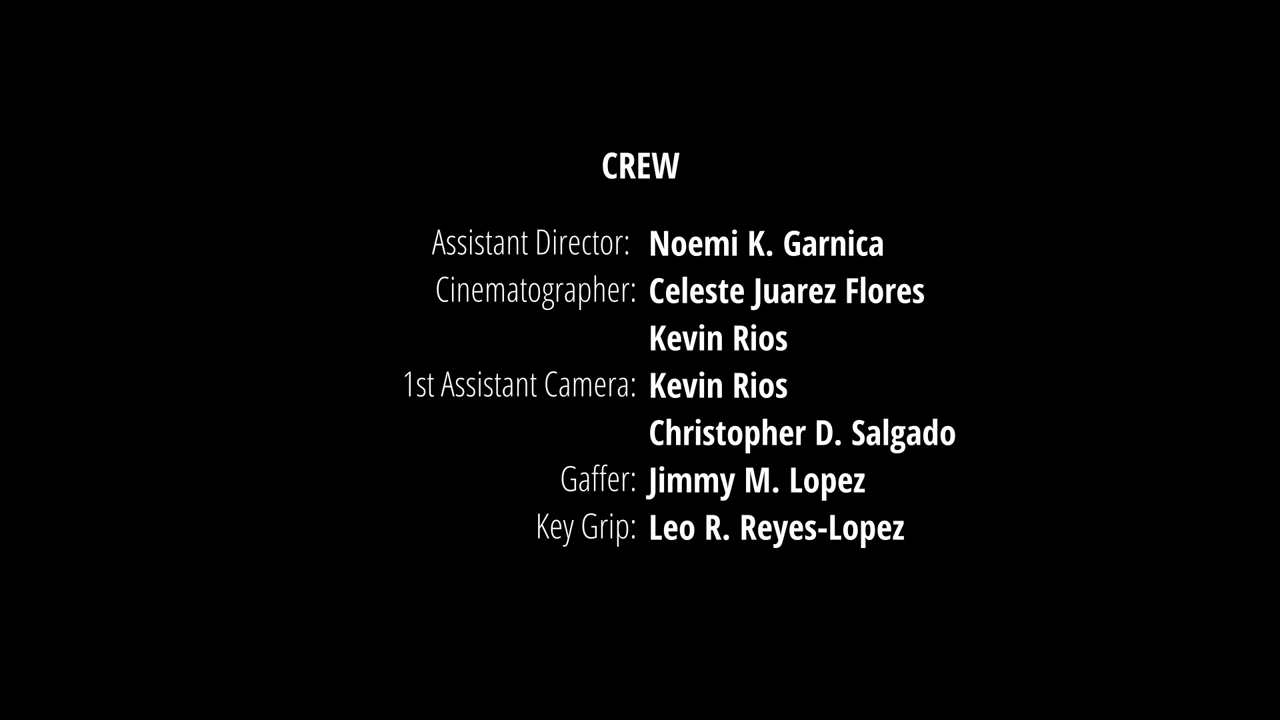 CREW
Assistant Director: Noemi K. Garnica
Cinematographer: Celeste Juarez Flores
Kevin Rios
1st Assistant Camera: Kevin Rios
Christopher D. Salgado
Gaffer: Jimmy M. Lopez
Key Grip: Leo R. Reyes-Lopez